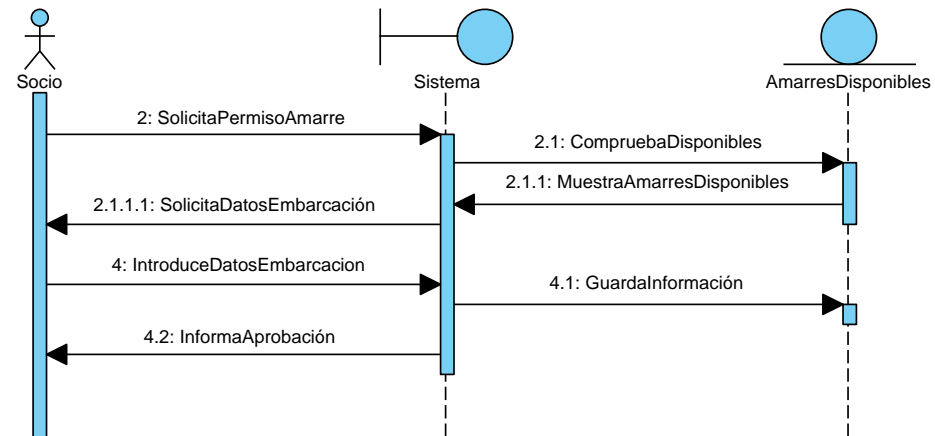 Socio
Sistema
AmarresDisponibles
2: SolicitaPermisoAmarre
2.1: CompruebaDisponibles
2.1.1: MuestraAmarresDisponibles
2.1.1.1: SolicitaDatosEmbarcación
4: IntroduceDatosEmbarcacion
4.1: GuardaInformación
4.2: InformaAprobación